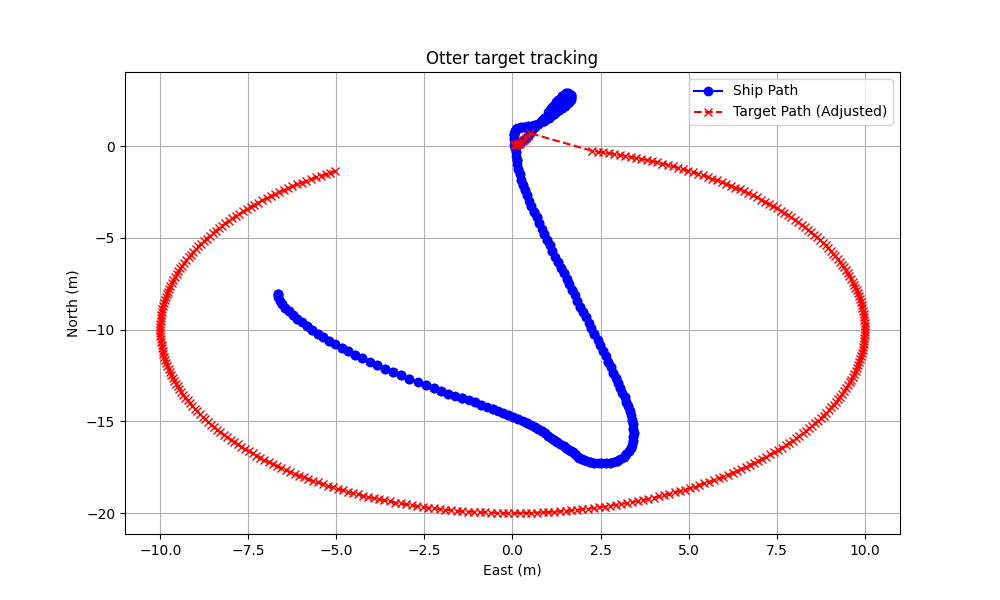 Otter target tracking
Ship Path
Target Path (Adjusted)
0
−5
−10
−15
−20
North (m)
−10.0 −7.5 −5.0 −2.5 0.0 2.5 5.0 7.5 10.0
East (m)